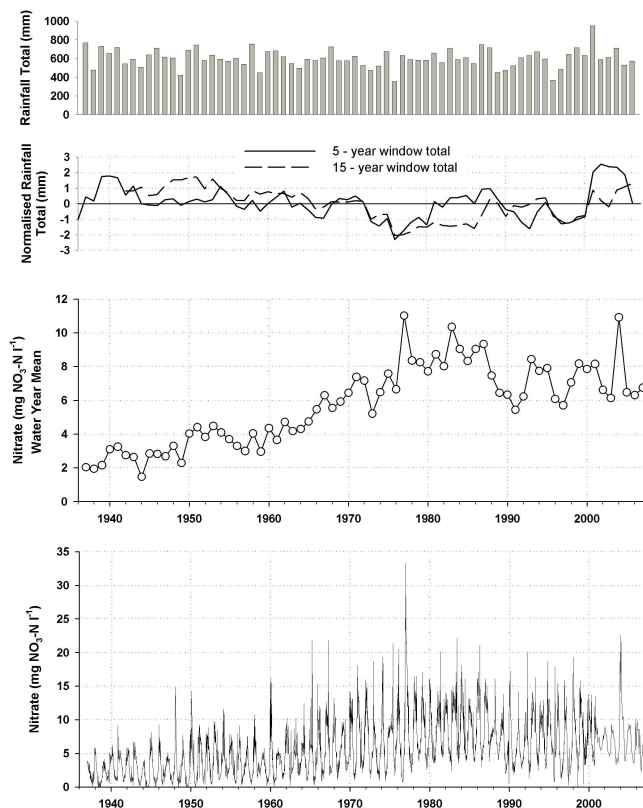 Rainfall Total (mm)
1000
800
600
400
200
0
Normalised Rainfall
Total (mm)
3
2
1
0
-1
-2
-3
5 - year window total
15 - year window total
Nitrate (mg NO3-N l-1)
Water Year Mean
12
10
8
6
4
2
0
1940 1950 1960 1970 1980 1990 2000
Nitrate (mg NO3-N l-1)
35
30
25
20
15
10
5
0
1940 1950 1960 1970 1980 1990 2000